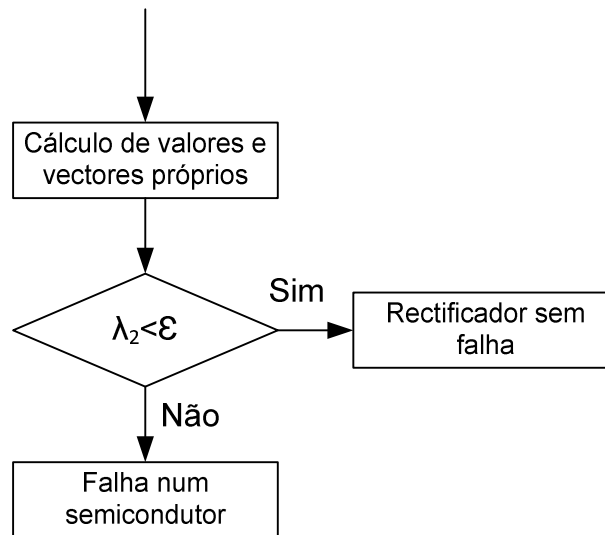 Cálculo de valores e
vectores próprios
λ₂<ε
Sim
Rectificador sem
falha
Não
Falha num
semicondutor